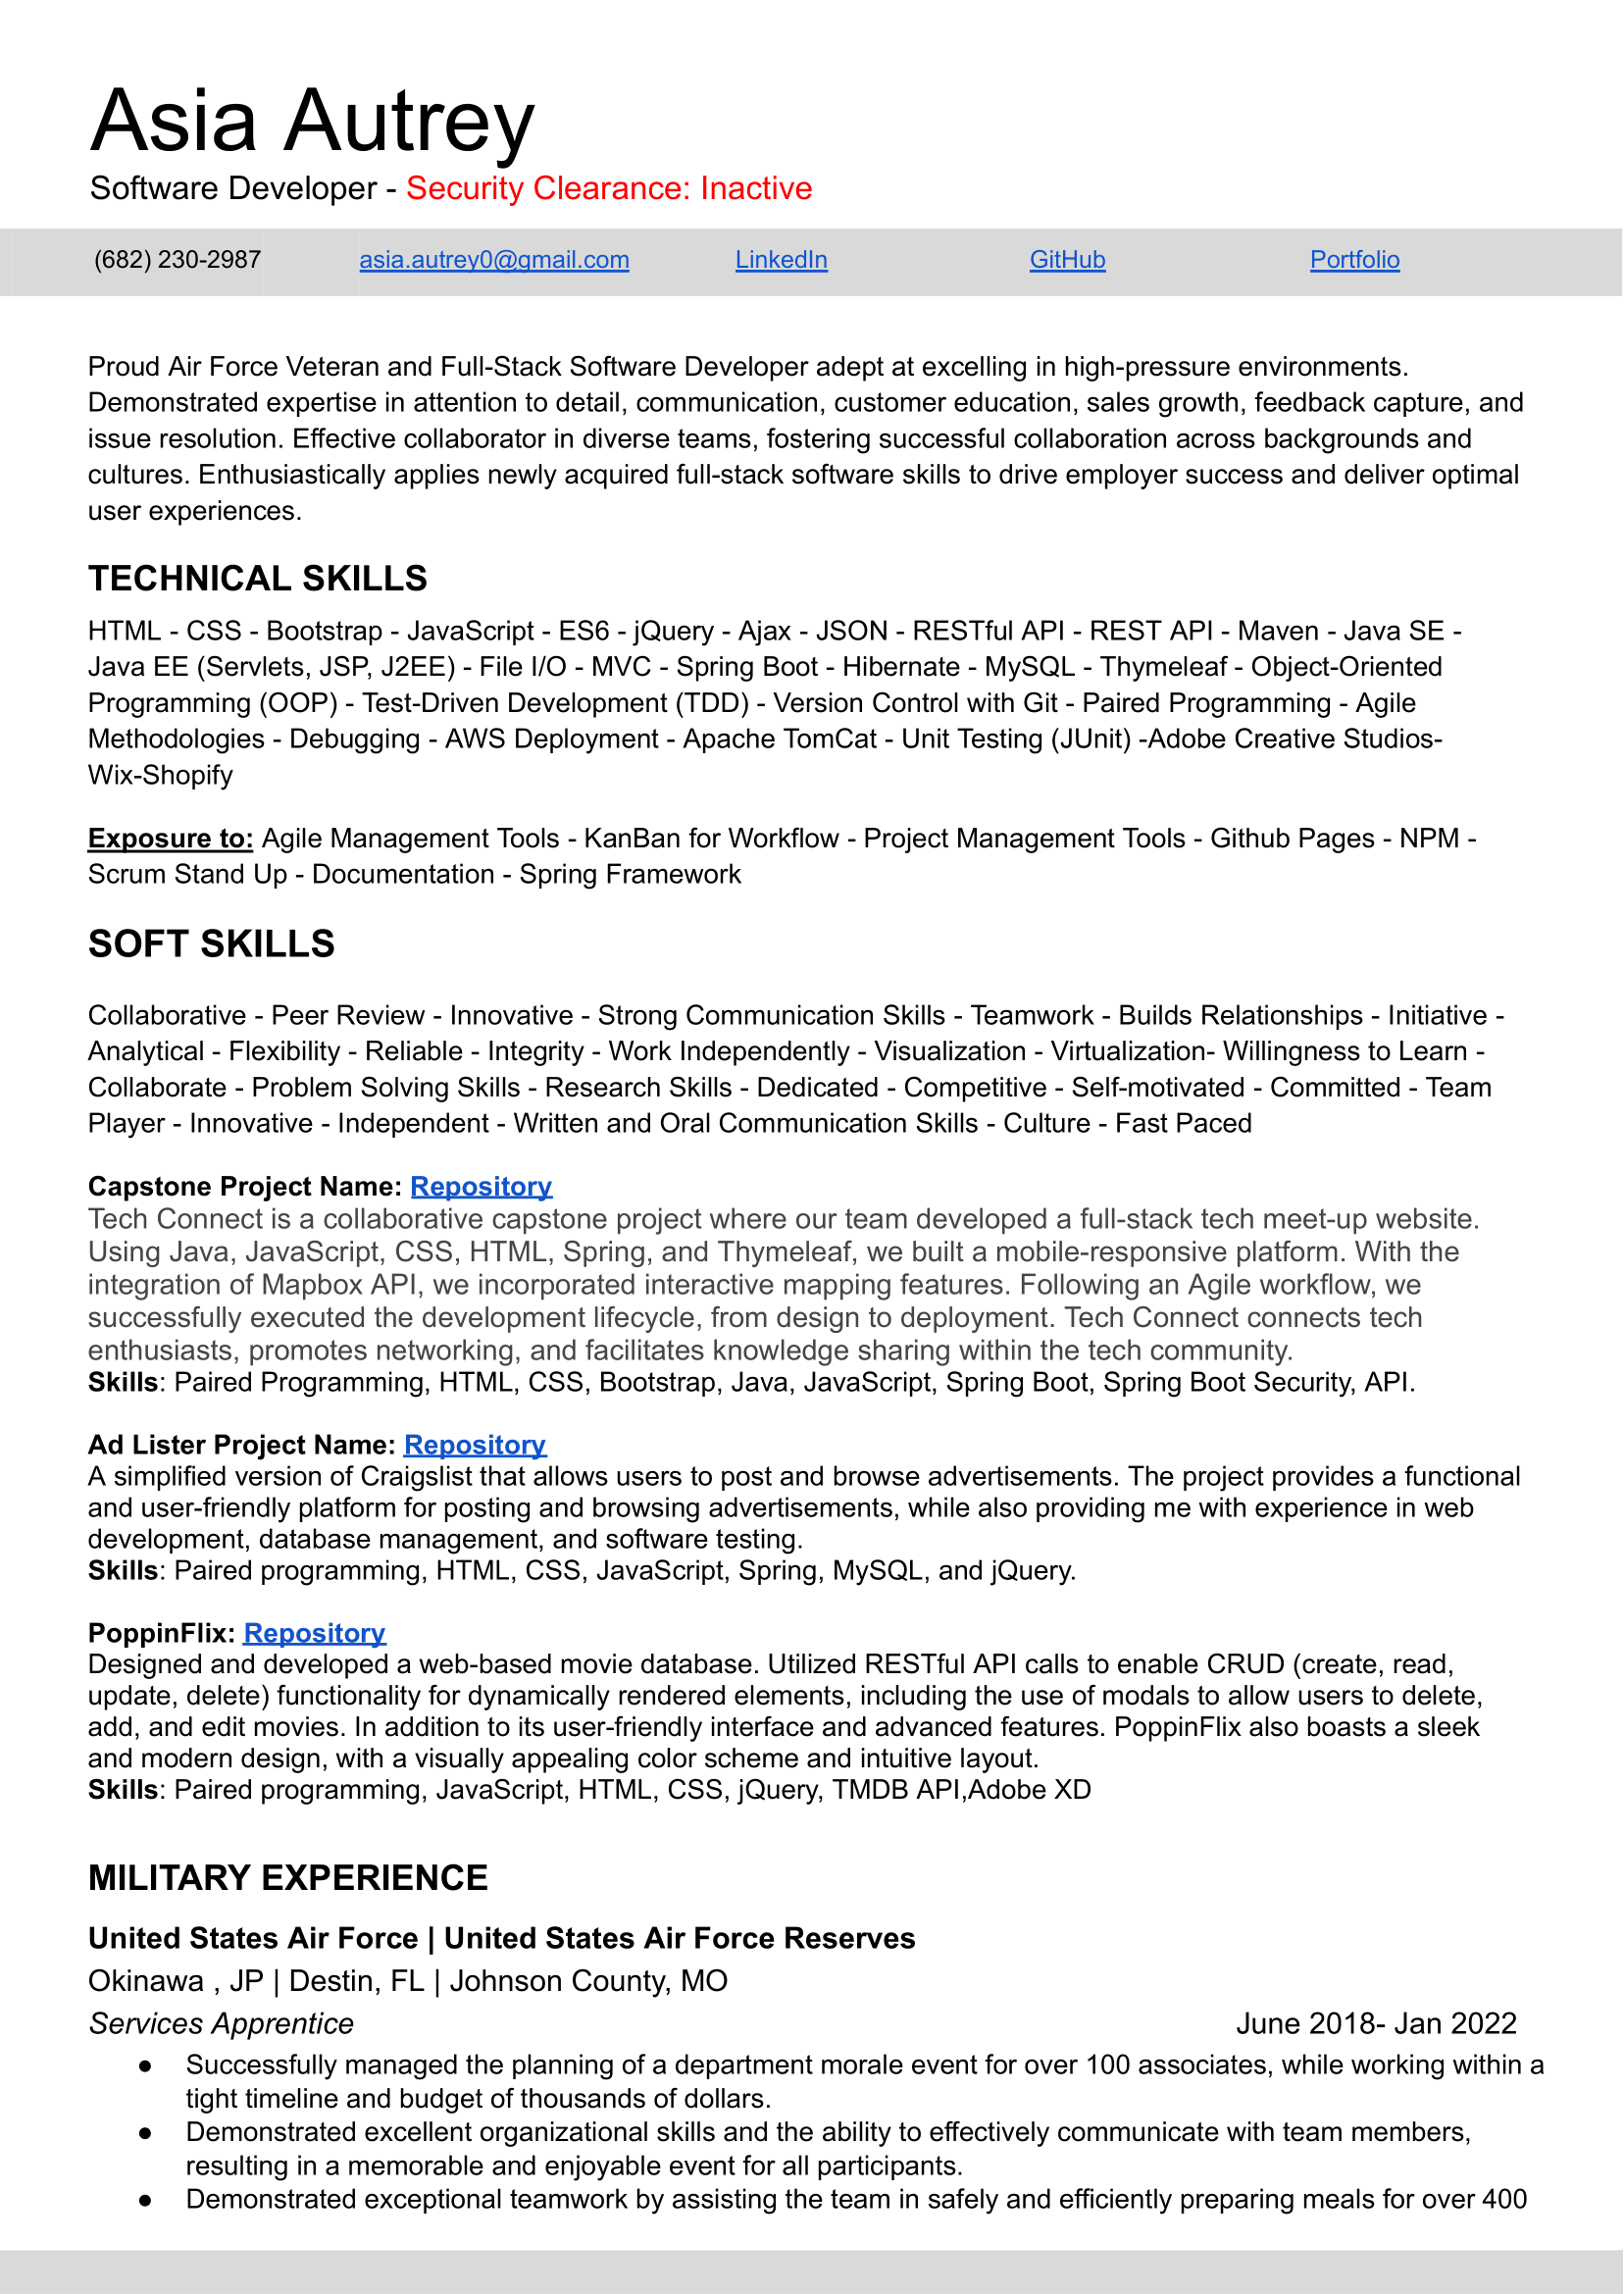 Asia Autrey
Software Developer - Security Clearance: Inactive
(682) 230-2987 asia.autrey0@gmail.com LinkedIn GitHub Portfolio
Proud Air Force Veteran and Full-Stack Software Developer adept at excelling in high-pressure environments.
Demonstrated expertise in attention to detail, communication, customer education, sales growth, feedback capture, and
issue resolution. Effective collaborator in diverse teams, fostering successful collaboration across backgrounds and
cultures. Enthusiastically applies newly acquired full-stack software skills to drive employer success and deliver optimal
user experiences.
TECHNICAL SKILLS
HTML - CSS - Bootstrap - JavaScript - ES6 - jQuery - Ajax - JSON - RESTful API - REST API - Maven - Java SE -
Java EE (Servlets, JSP, J2EE) - File I/O - MVC - Spring Boot - Hibernate - MySQL - Thymeleaf - Object-Oriented
Programming (OOP) - Test-Driven Development (TDD) - Version Control with Git - Paired Programming - Agile
Methodologies - Debugging - AWS Deployment - Apache TomCat - Unit Testing (JUnit) -Adobe Creative Studios-
Wix-Shopify
Exposure to: Agile Management Tools - KanBan for Workflow - Project Management Tools - Github Pages - NPM -
Scrum Stand Up - Documentation - Spring Framework
SOFT SKILLS
Collaborative - Peer Review - Innovative - Strong Communication Skills - Teamwork - Builds Relationships - Initiative -
Analytical - Flexibility - Reliable - Integrity - Work Independently - Visualization - Virtualization- Willingness to Learn -
Collaborate - Problem Solving Skills - Research Skills - Dedicated - Competitive - Self-motivated - Committed - Team
Player - Innovative - Independent - Written and Oral Communication Skills - Culture - Fast Paced
Capstone Project Name: Repository
Tech Connect is a collaborative capstone project where our team developed a full-stack tech meet-up website.
Using Java, JavaScript, CSS, HTML, Spring, and Thymeleaf, we built a mobile-responsive platform. With the
integration of Mapbox API, we incorporated interactive mapping features. Following an Agile workflow, we
successfully executed the development lifecycle, from design to deployment. Tech Connect connects tech
enthusiasts, promotes networking, and facilitates knowledge sharing within the tech community.
Skills: Paired Programming, HTML, CSS, Bootstrap, Java, JavaScript, Spring Boot, Spring Boot Security, API.
Ad Lister Project Name: Repository
A simplified version of Craigslist that allows users to post and browse advertisements. The project provides a functional
and user-friendly platform for posting and browsing advertisements, while also providing me with experience in web
development, database management, and software testing.
Skills: Paired programming, HTML, CSS, JavaScript, Spring, MySQL, and jQuery.
PoppinFlix: Repository
Designed and developed a web-based movie database. Utilized RESTful API calls to enable CRUD (create, read,
update, delete) functionality for dynamically rendered elements, including the use of modals to allow users to delete,
add, and edit movies. In addition to its user-friendly interface and advanced features. PoppinFlix also boasts a sleek
and modern design, with a visually appealing color scheme and intuitive layout.
Skills: Paired programming, JavaScript, HTML, CSS, jQuery, TMDB API,Adobe XD
MILITARY EXPERIENCE
United States Air Force | United States Air Force Reserves
Okinawa , JP | Destin, FL | Johnson County, MO
Services Apprentice June 2018- Jan 2022
● Successfully managed the planning of a department morale event for over 100 associates, while working within a
tight timeline and budget of thousands of dollars.
● Demonstrated excellent organizational skills and the ability to effectively communicate with team members,
resulting in a memorable and enjoyable event for all participants.
● Demonstrated exceptional teamwork by assisting the team in safely and efficiently preparing meals for over 400